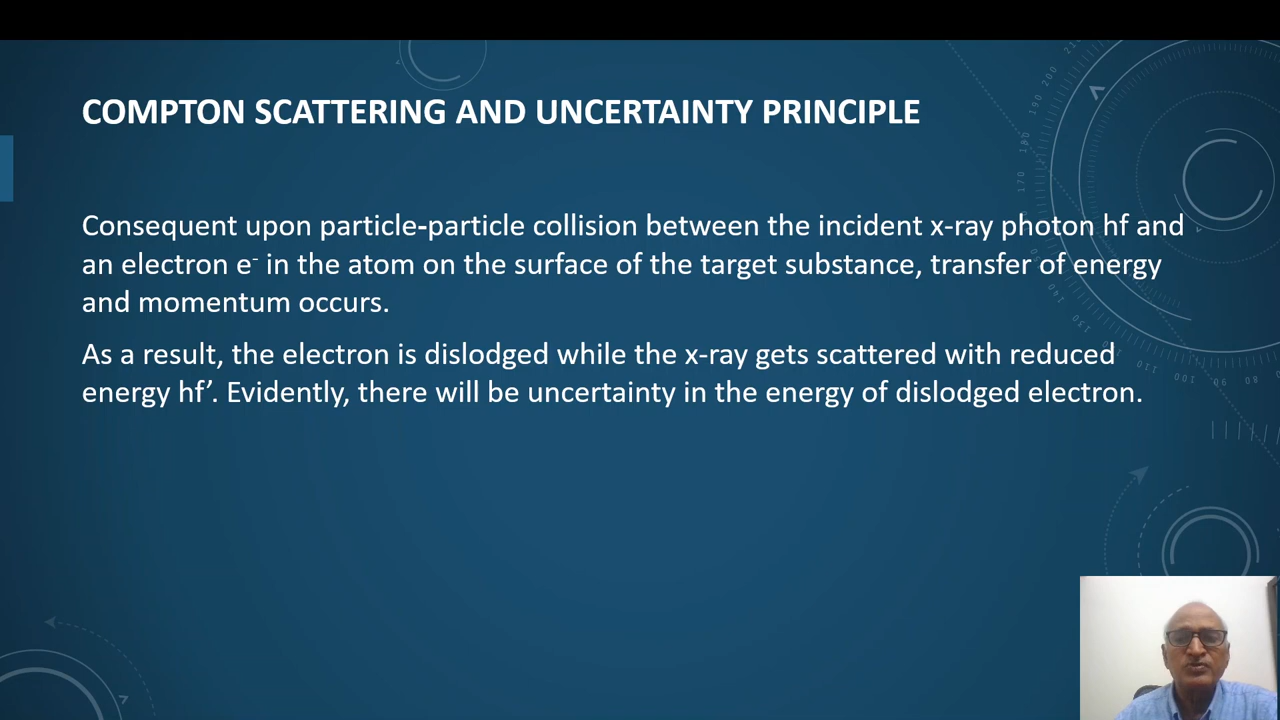 COMPTON SCATTERING AND UNCERTAINTY PRINCIPLE
Consequent upon particle-particle collision between the incident x-ray photon hf and
an electron e⁻ in the atom on the surface of the target substance, transfer of energy
and momentum occurs.
As a result, the electron is dislodged while the x-ray gets scattered with reduced
energy hf’. Evidently, there will be uncertainty in the energy of dislodged electron.